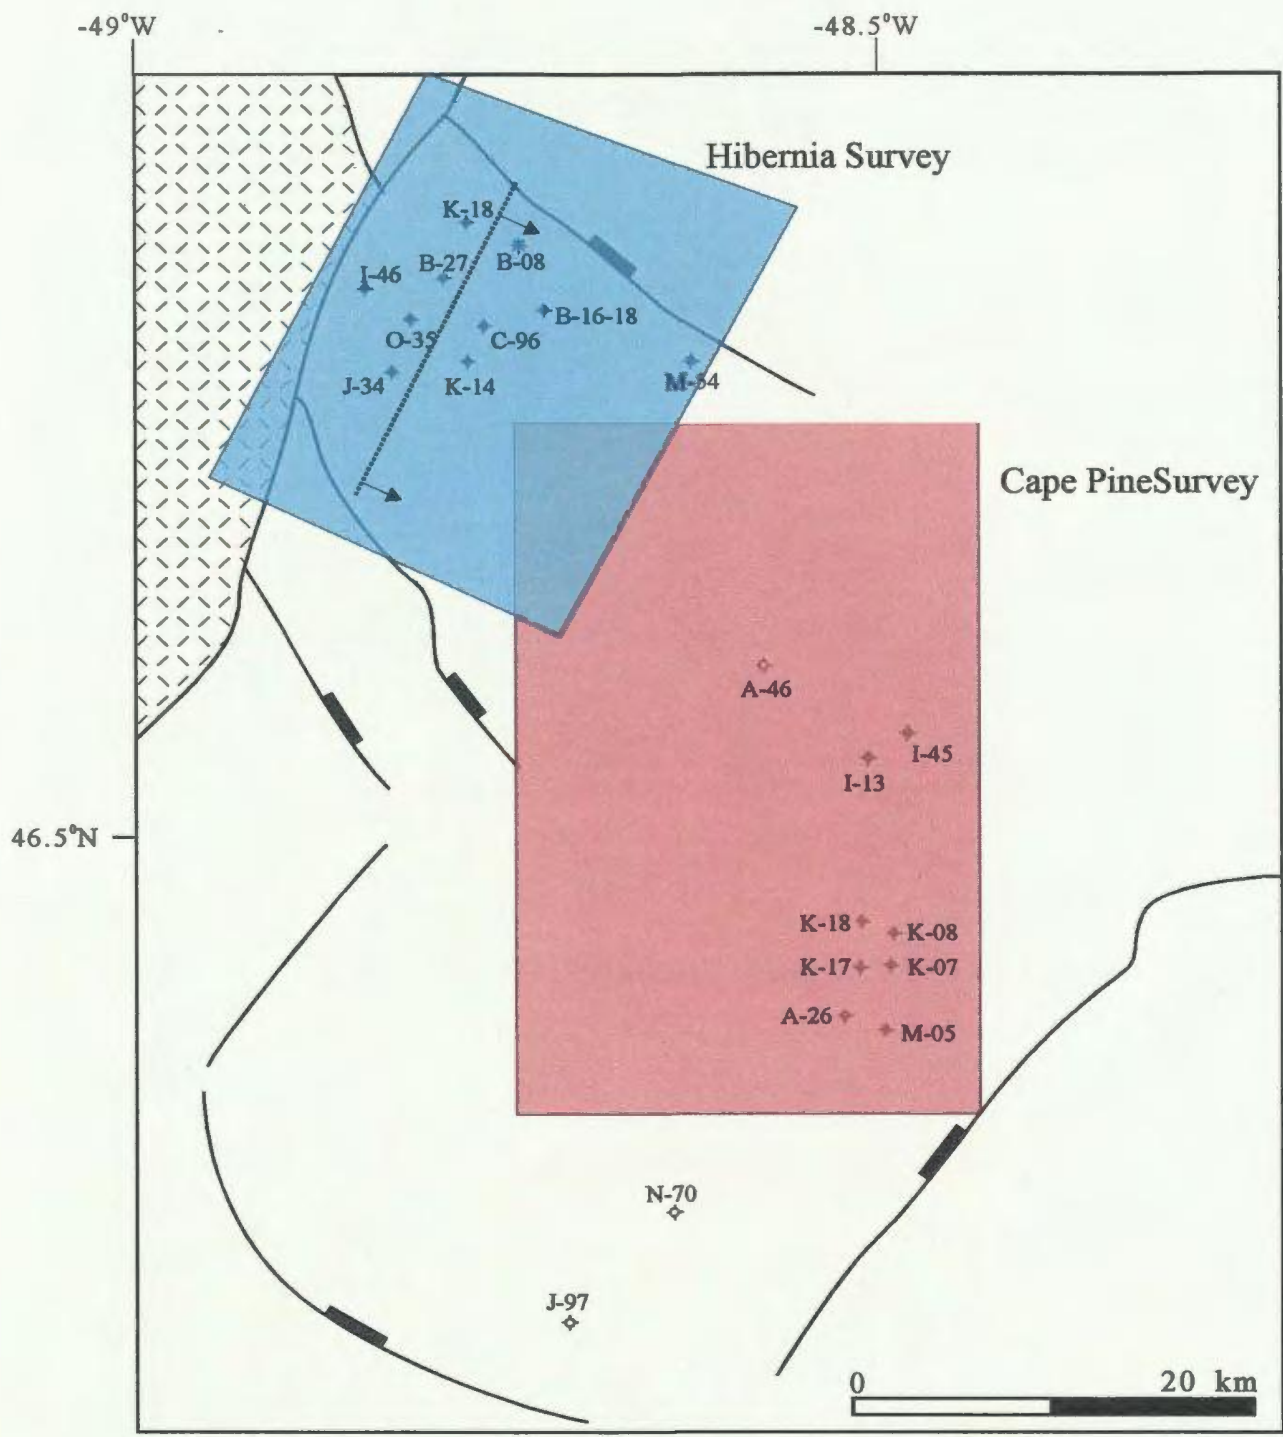 -49°W
-48.5°W
Hibernia Survey
K-18
B-27
B-08
I-46
B-16-18
O-35
C-96
J-34
K-14
M-54
Cape PineSurvey
A-46
I-45
I-13
46.5°N
K-18
K-08
K-17
K-07
A-26
M-05
N-70
J-97
0
20 km